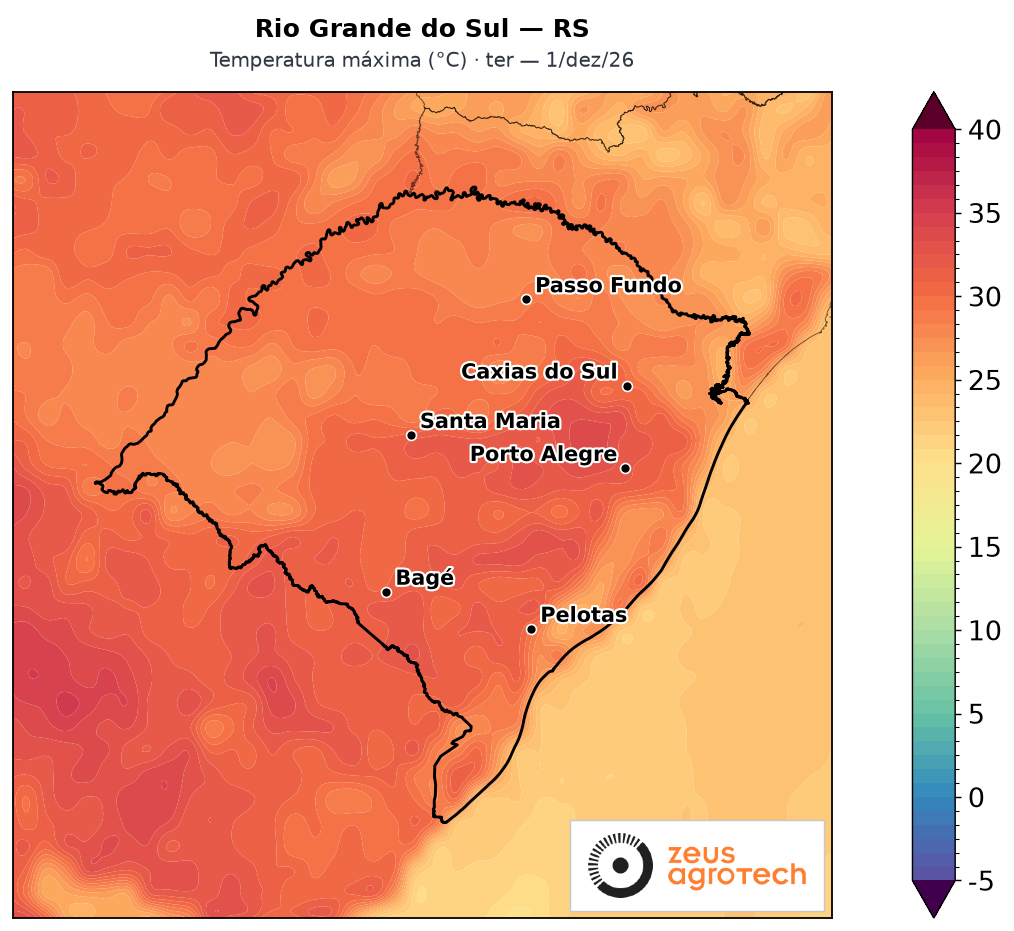 Rio Grande do Sul — RS
Temperatura máxima (°C) · ter — 1/dez/26
Passo Fundo
Caxias do Sul
Santa Maria
Porto Alegre
Bagé
Pelotas
40
35
30
25
20
15
10
5
0
-5
zeus
agrotech